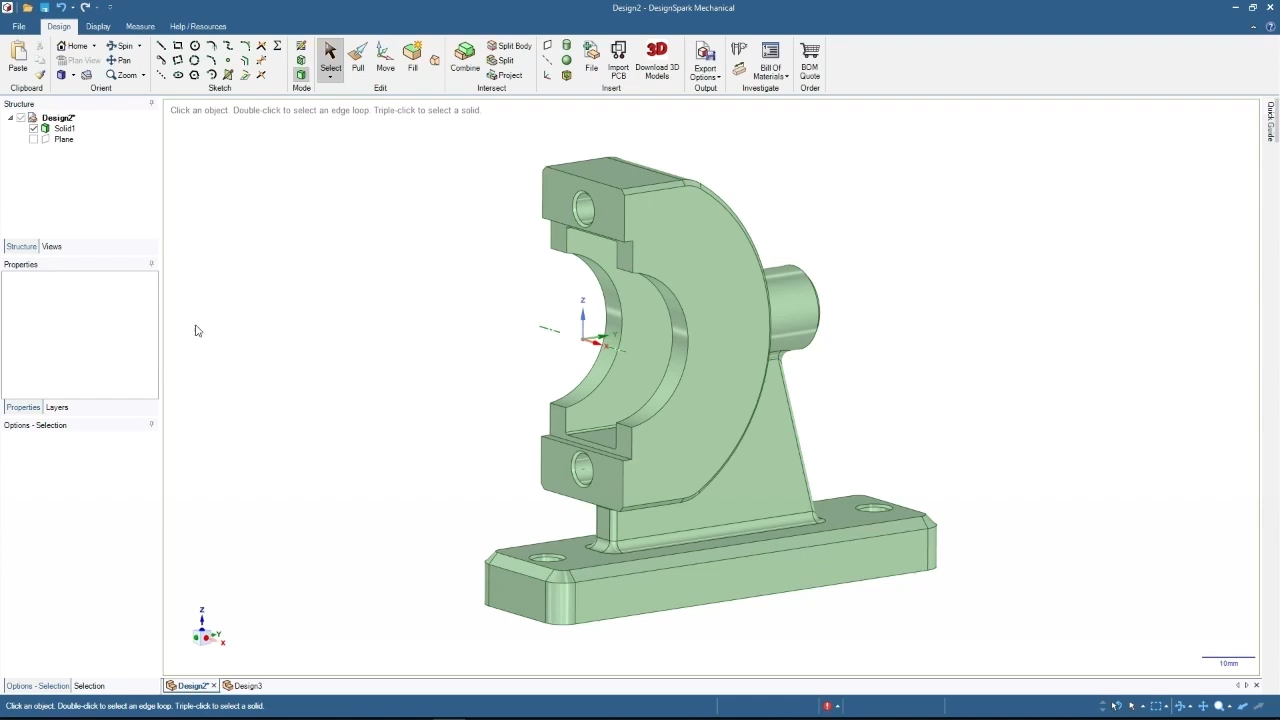 Design2 - DesignSpark Mechanical
File Design Display Measure Help / Resources
Paste
Home Spin
Plan View Pan
Zoom
Select Pull Move Fill
Combine
Split Body
Split
Project
File Import PCB Download 3D Models
3D
Export Options
Bill Of Materials
BOM Quote
Clipboard Orient Sketch Mode Edit Intersect Insert Output Investigate Order
Structure
Click an object. Double-click to select an edge loop. Triple-click to select a solid.
Quick Guide
Design2*
Solid1
Plane
Structure Views
Properties
Z
Y
X
Properties Layers
Options - Selection
Z
Y
X
10mm
Options - Selection Selection
Design2* Design3
Click an object. Double-click to select an edge loop. Triple-click to select a solid.